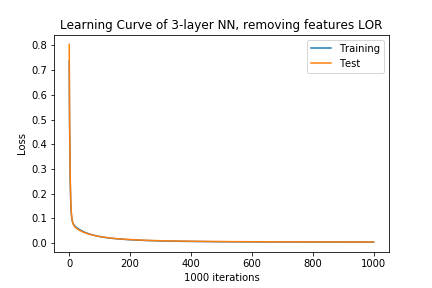 Learning Curve of 3-layer NN, removing features LOR
Training
Test
Loss
0.8
0.7
0.6
0.5
0.4
0.3
0.2
0.1
0.0
0 200 400 600 800 1000
1000 iterations